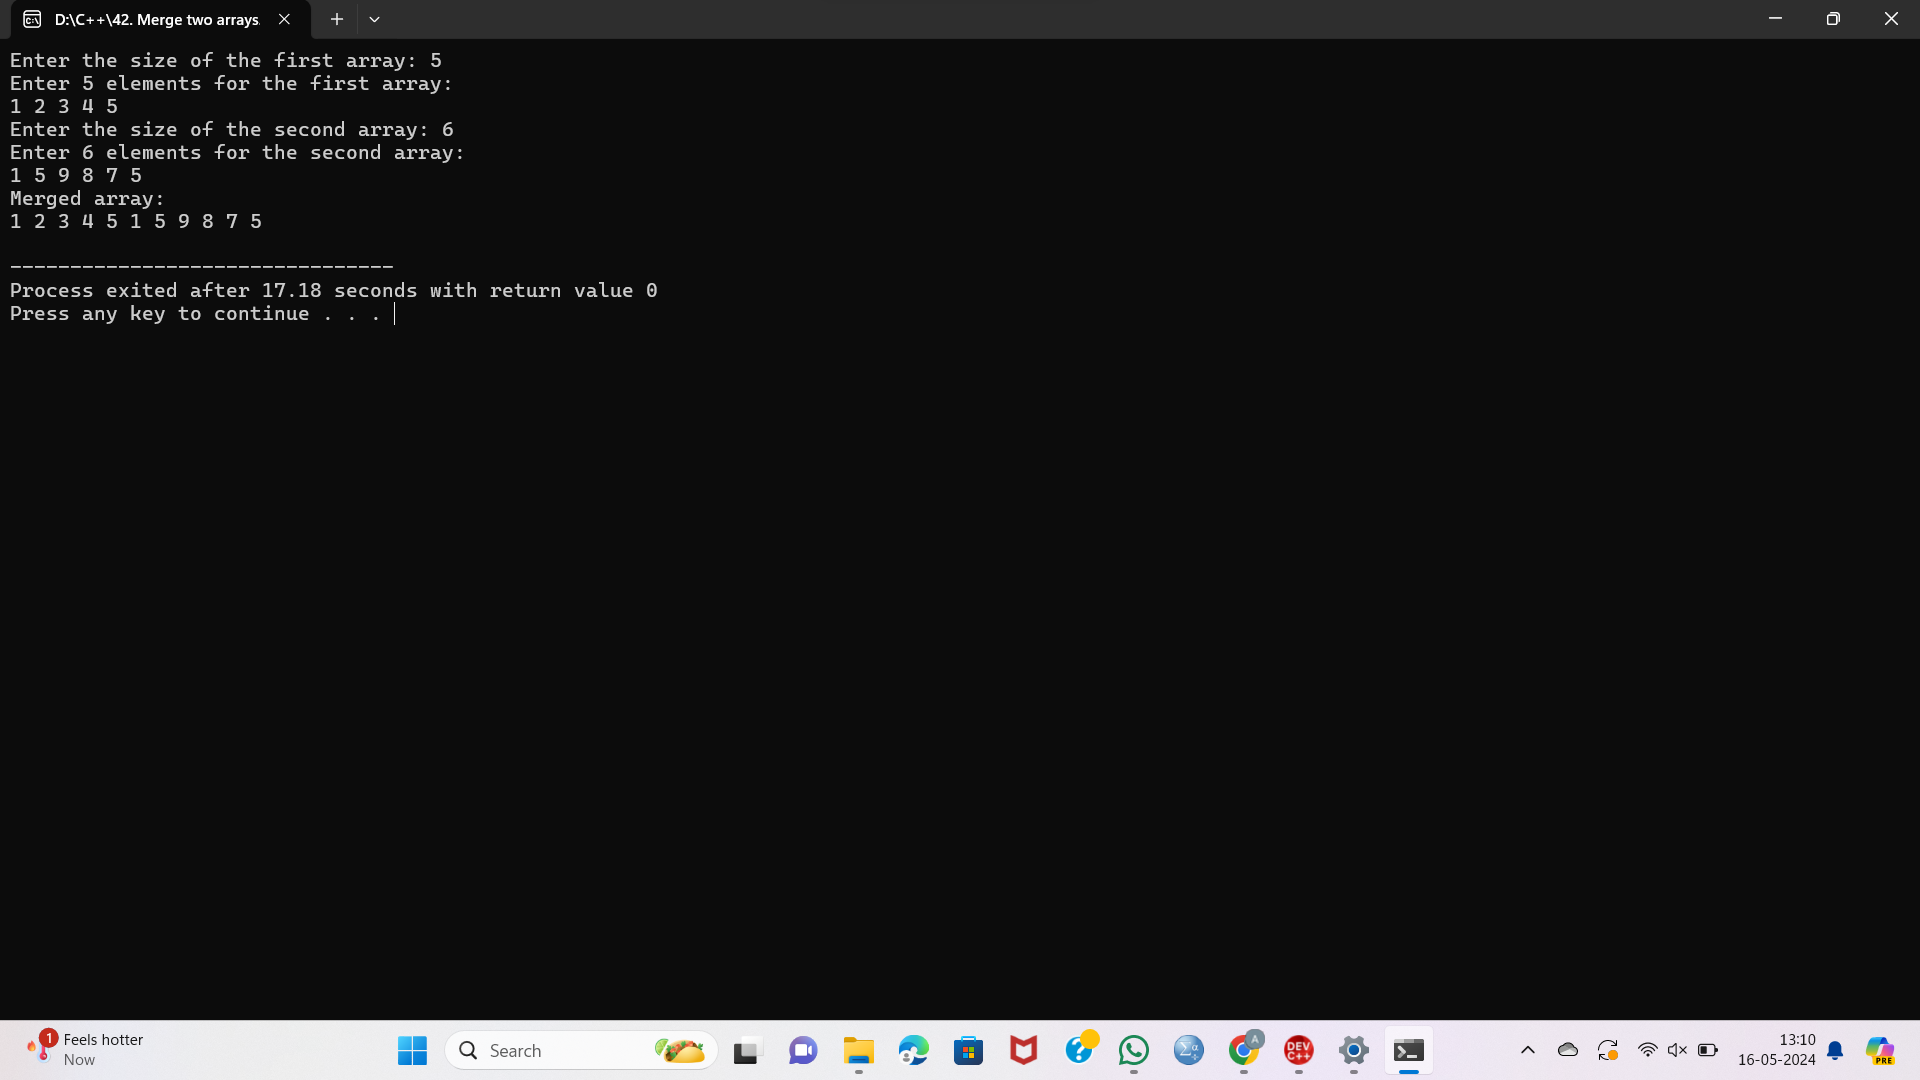 D:\C++\42. Merge two arrays.
Enter the size of the first array: 5
Enter 5 elements for the first array:
1 2 3 4 5
Enter the size of the second array: 6
Enter 6 elements for the second array:
1 5 9 8 7 5
Merged array:
1 2 3 4 5 1 5 9 8 7 5
--------------------------------
Process exited after 17.18 seconds with return value 0
Press any key to continue . . .
1
Feels hotter
Now
Search
A
DEV
C++
13:10
16-05-2024
PRE